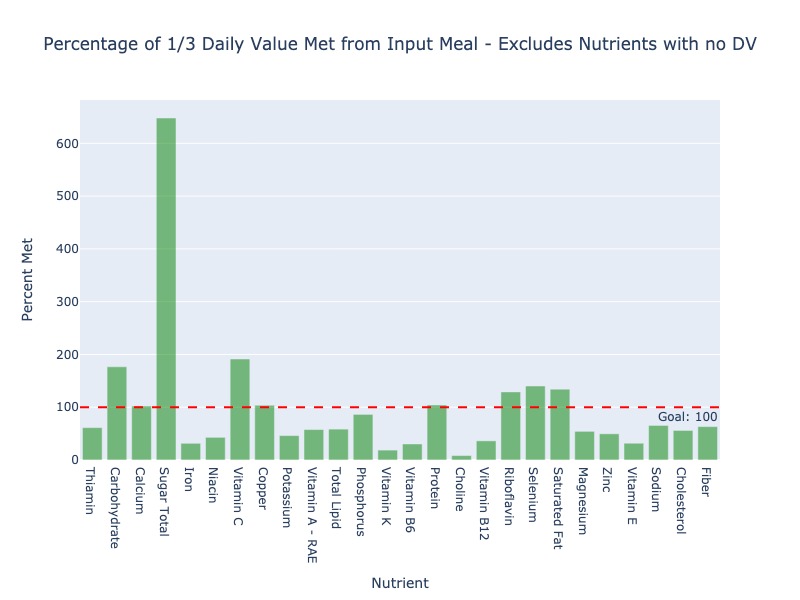 Percentage of 1/3 Daily Value Met from Input Meal - Excludes Nutrients with no DV
Percent Met
600
500
400
300
200
100
0
Goal: 100
Thiamin
Carbohydrate
Calcium
Sugar Total
Iron
Niacin
Vitamin C
Copper
Potassium
Vitamin A - RAE
Total Lipid
Phosphorus
Vitamin K
Vitamin B6
Protein
Choline
Vitamin B12
Riboflavin
Selenium
Saturated Fat
Magnesium
Zinc
Vitamin E
Sodium
Cholesterol
Fiber
Nutrient